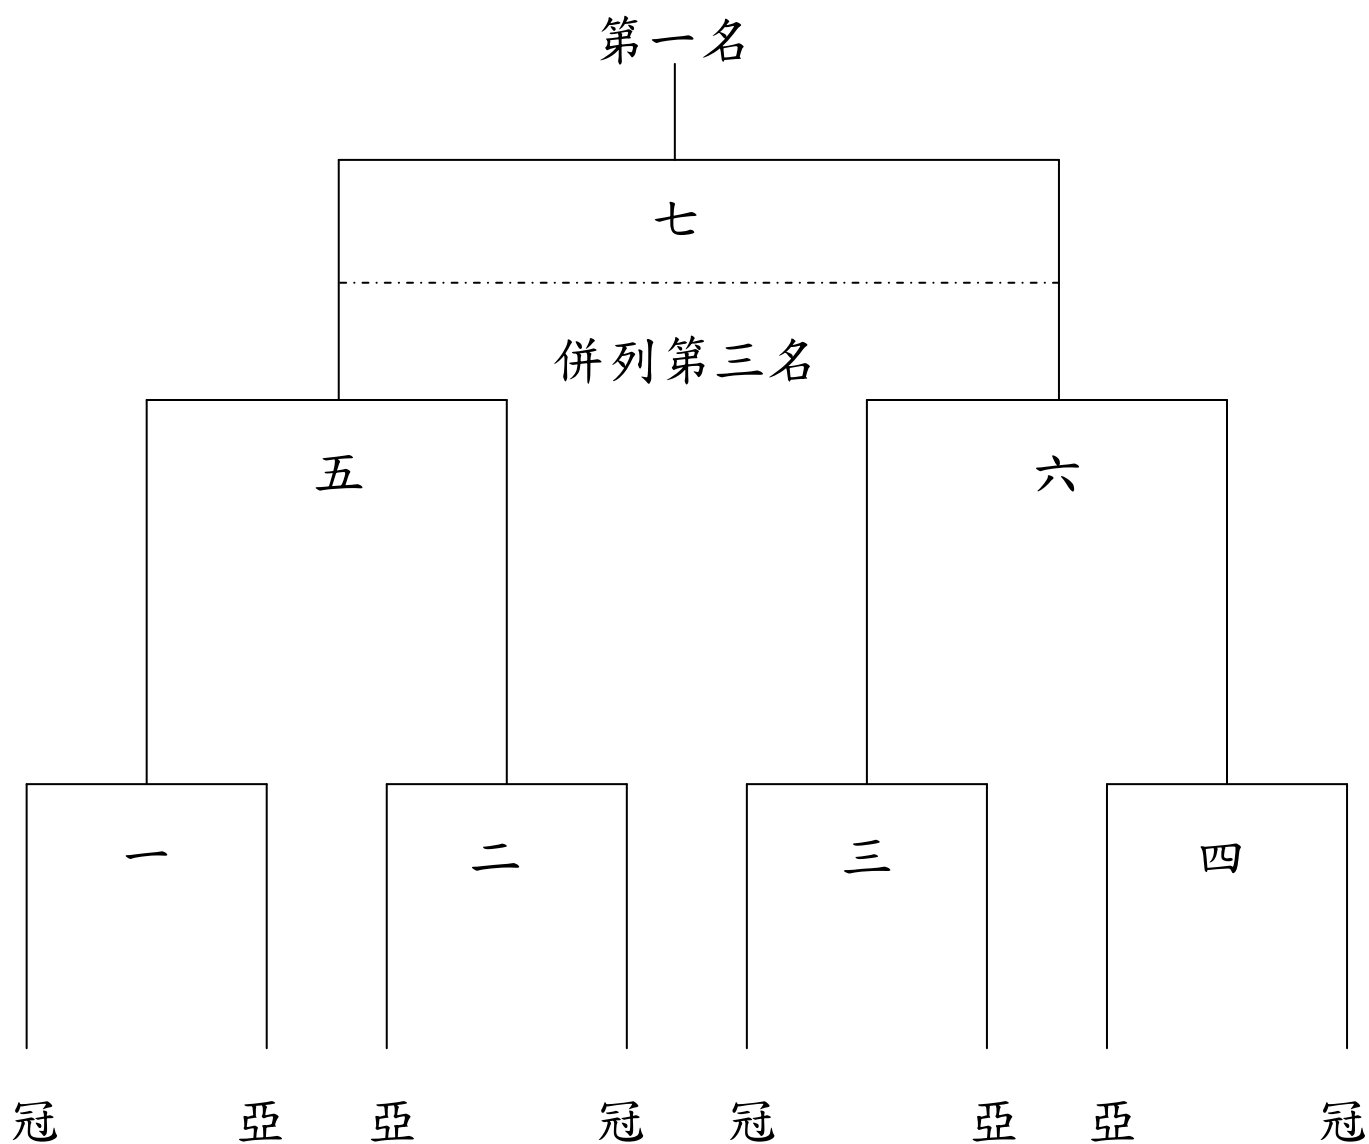 第一名
七
併列第三名
五 六
一 二 三 四
冠 亞 亞 冠 冠 亞 亞 冠